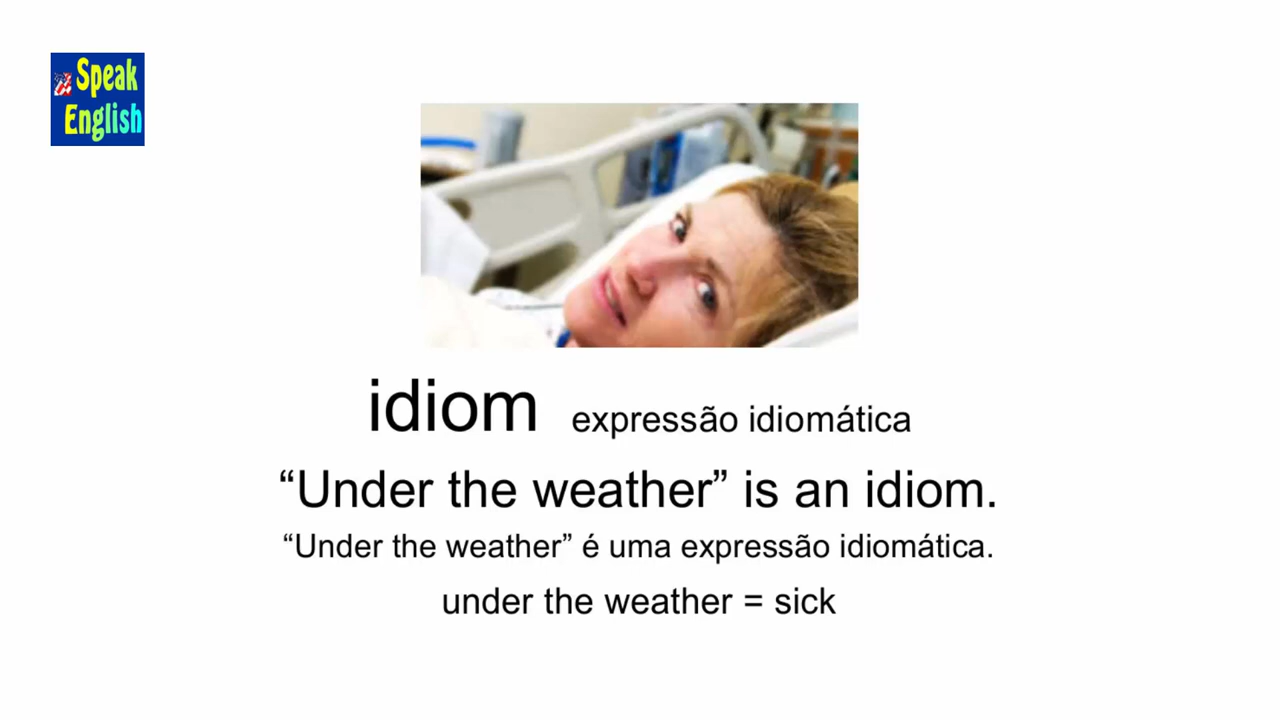 Speak
English
idiom expressão idiomática
“Under the weather” is an idiom.
“Under the weather” é uma expressão idiomática.
under the weather = sick